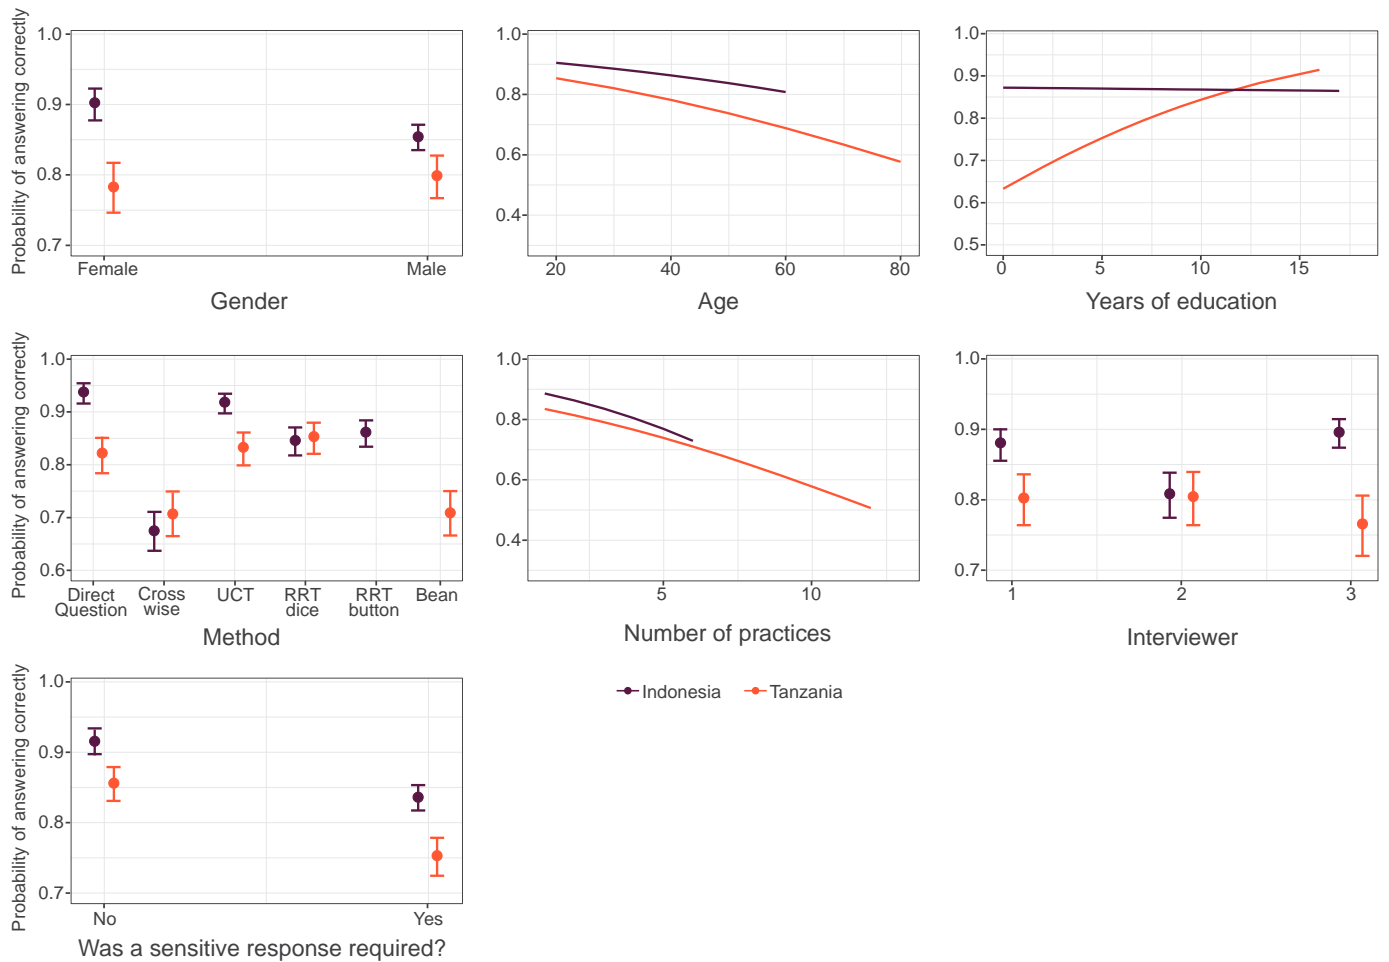 Probability of answering correctly
1.0
0.9
0.8
0.7
Female
Male
Gender
1.0
0.8
0.6
0.4
20
40
60
80
Age
1.0
0.9
0.8
0.7
0.6
0.5
0
5
10
15
Years of education
Probability of answering correctly
1.0
0.9
0.8
0.7
0.6
Direct
Question
Cross
wise
UCT
RRT
dice
RRT
button
Bean
Method
1.0
0.8
0.6
0.4
5
10
Number of practices
1.0
0.9
0.8
0.7
1
2
3
Interviewer
Probability of answering correctly
1.0
0.9
0.8
0.7
No
Yes
Was a sensitive response required?
Indonesia
Tanzania